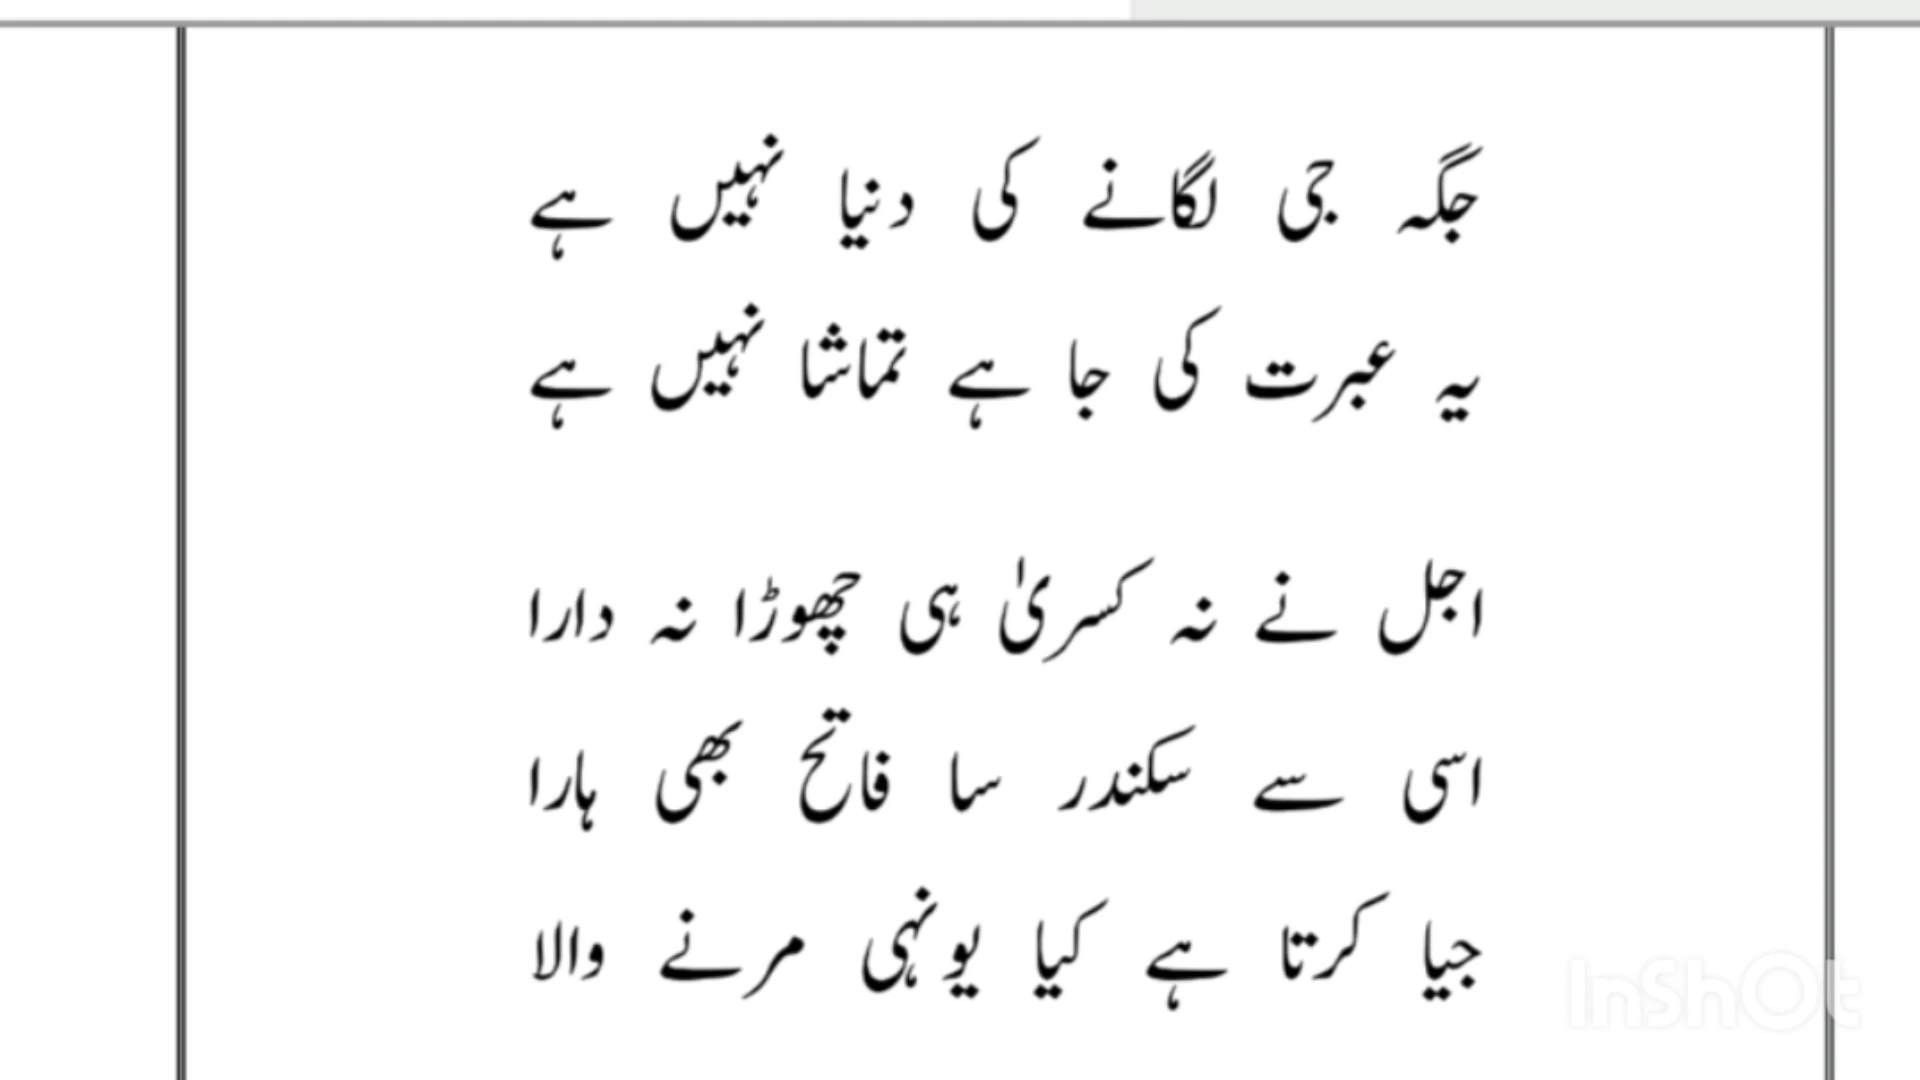 جگہ جی لگانے کی دنیا نہیں ہے
یہ عبرت کی جا ہے تماشا نہیں ہے
اجل نے نہ کسریٰ ہی چھوڑا نہ دارا
اسی سے سکندر سا فاتح بھی ہارا
جیا کرتا ہے کیا یونہی مرنے والا
InShOt